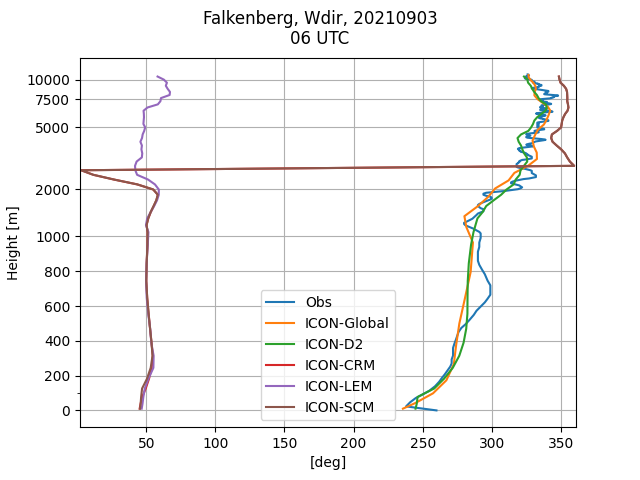 Falkenberg, Wdir, 20210903
06 UTC
Height [m]
10000
7500
5000
2000
1000
800
600
400
200
0
Obs
ICON-Global
ICON-D2
ICON-CRM
ICON-LEM
ICON-SCM
50 100 150 200 250 300 350
[deg]